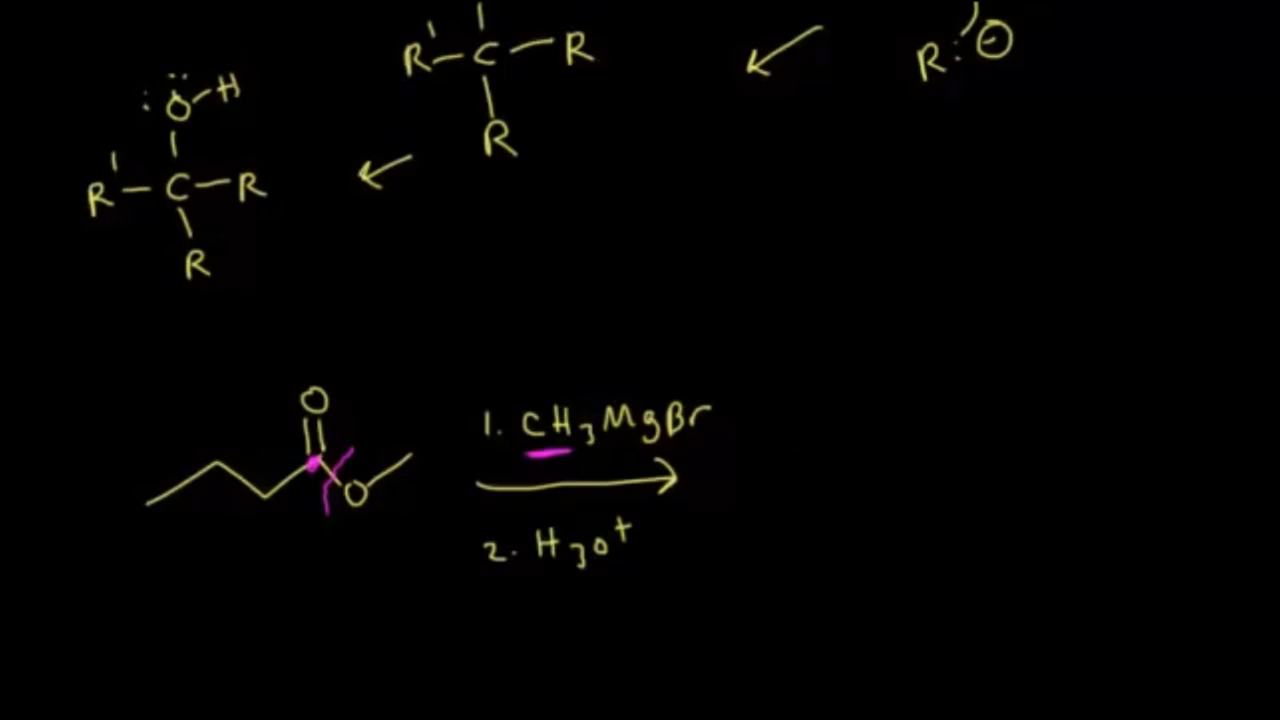 R' — C — R
R
R : ⊖
: Ö — H
R' — C — R
R
O
O
1. CH₃MgBr
2. H₃O⁺